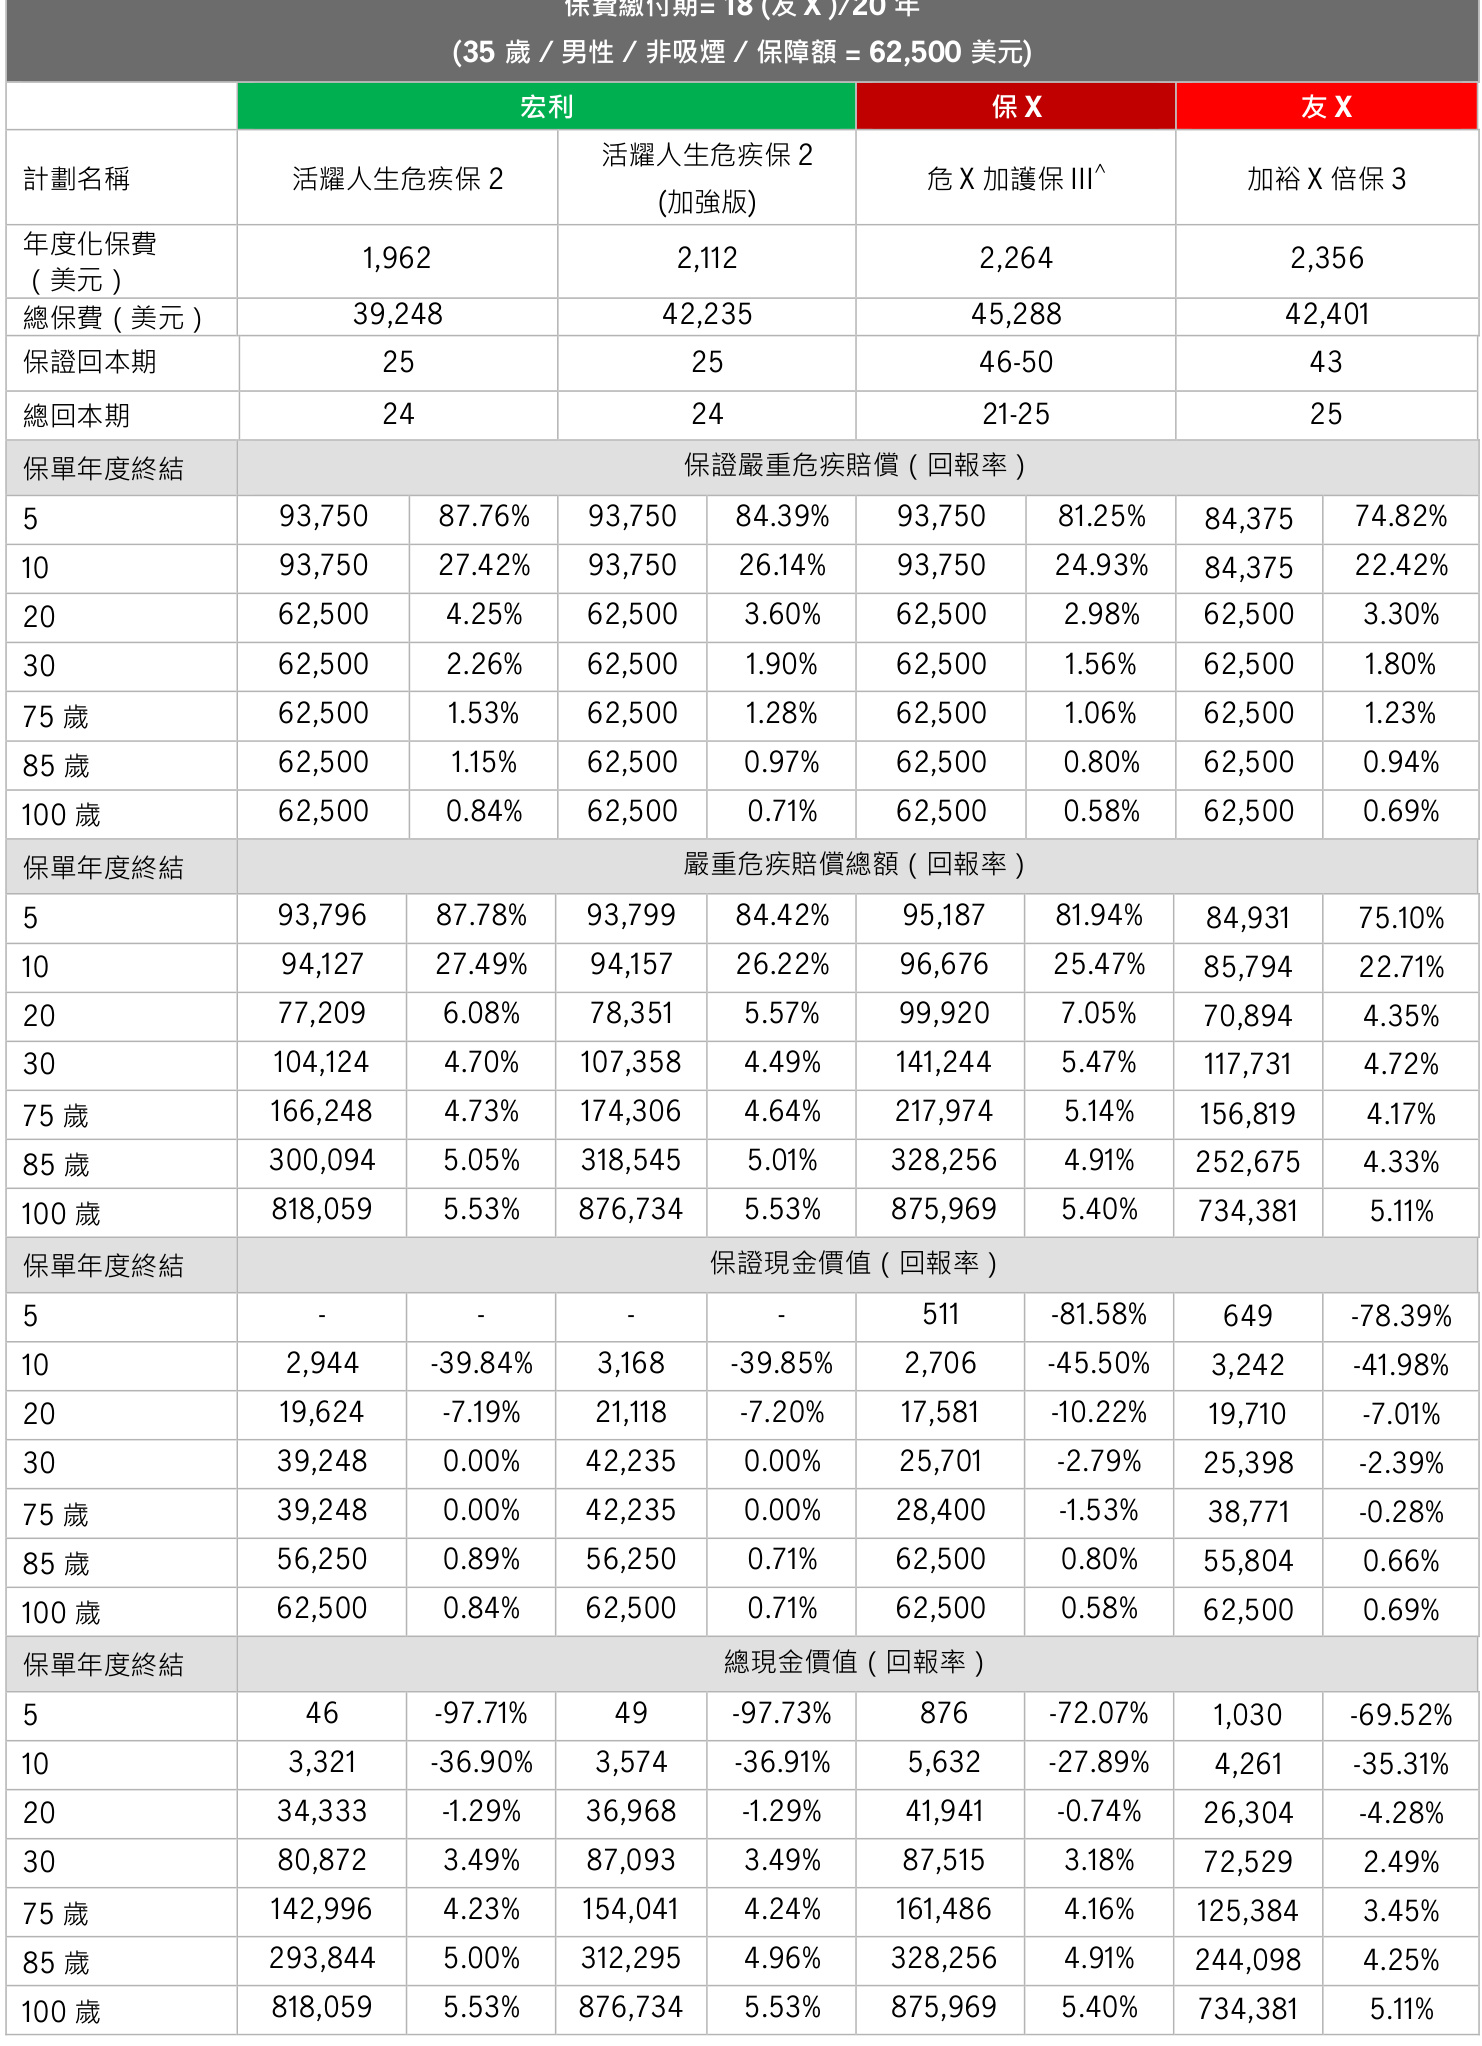 保費繳付期= 18 (友 X )/20 年
(35 歲 / 男性 / 非吸煙 / 保障額 = 62,500 美元)
宏利 保 X 友 X
計劃名稱 活耀人生危疾保 2 活耀人生危疾保 2 (加強版) 危 X 加護保 III^ 加裕 X 倍保 3
年度化保費（美元） 1,962 2,112 2,264 2,356
總保費（美元） 39,248 42,235 45,288 42,401
保證回本期 25 25 46-50 43
總回本期 24 24 21-25 25
保單年度終結 保證嚴重危疾賠償（回報率）
5 93,750 87.76% 93,750 84.39% 93,750 81.25% 84,375 74.82%
10 93,750 27.42% 93,750 26.14% 93,750 24.93% 84,375 22.42%
20 62,500 4.25% 62,500 3.60% 62,500 2.98% 62,500 3.30%
30 62,500 2.26% 62,500 1.90% 62,500 1.56% 62,500 1.80%
75 歲 62,500 1.53% 62,500 1.28% 62,500 1.06% 62,500 1.23%
85 歲 62,500 1.15% 62,500 0.97% 62,500 0.80% 62,500 0.94%
100 歲 62,500 0.84% 62,500 0.71% 62,500 0.58% 62,500 0.69%
保單年度終結 嚴重危疾賠償總額（回報率）
5 93,796 87.78% 93,799 84.42% 95,187 81.94% 84,931 75.10%
10 94,127 27.49% 94,157 26.22% 96,676 25.47% 85,794 22.71%
20 77,209 6.08% 78,351 5.57% 99,920 7.05% 70,894 4.35%
30 104,124 4.70% 107,358 4.49% 141,244 5.47% 117,731 4.72%
75 歲 166,248 4.73% 174,306 4.64% 217,974 5.14% 156,819 4.17%
85 歲 300,094 5.05% 318,545 5.01% 328,256 4.91% 252,675 4.33%
100 歲 818,059 5.53% 876,734 5.53% 875,969 5.40% 734,381 5.11%
保單年度終結 保證現金價值（回報率）
5 - - - - 511 -81.58% 649 -78.39%
10 2,944 -39.84% 3,168 -39.85% 2,706 -45.50% 3,242 -41.98%
20 19,624 -7.19% 21,118 -7.20% 17,581 -10.22% 19,710 -7.01%
30 39,248 0.00% 42,235 0.00% 25,701 -2.79% 25,398 -2.39%
75 歲 39,248 0.00% 42,235 0.00% 28,400 -1.53% 38,771 -0.28%
85 歲 56,250 0.89% 56,250 0.71% 62,500 0.80% 55,804 0.66%
100 歲 62,500 0.84% 62,500 0.71% 62,500 0.58% 62,500 0.69%
保單年度終結 總現金價值（回報率）
5 46 -97.71% 49 -97.73% 876 -72.07% 1,030 -69.52%
10 3,321 -36.90% 3,574 -36.91% 5,632 -27.89% 4,261 -35.31%
20 34,333 -1.29% 36,968 -1.29% 41,941 -0.74% 26,304 -4.28%
30 80,872 3.49% 87,093 3.49% 87,515 3.18% 72,529 2.49%
75 歲 142,996 4.23% 154,041 4.24% 161,486 4.16% 125,384 3.45%
85 歲 293,844 5.00% 312,295 4.96% 328,256 4.91% 244,098 4.25%
100 歲 818,059 5.53% 876,734 5.53% 875,969 5.40% 734,381 5.11%